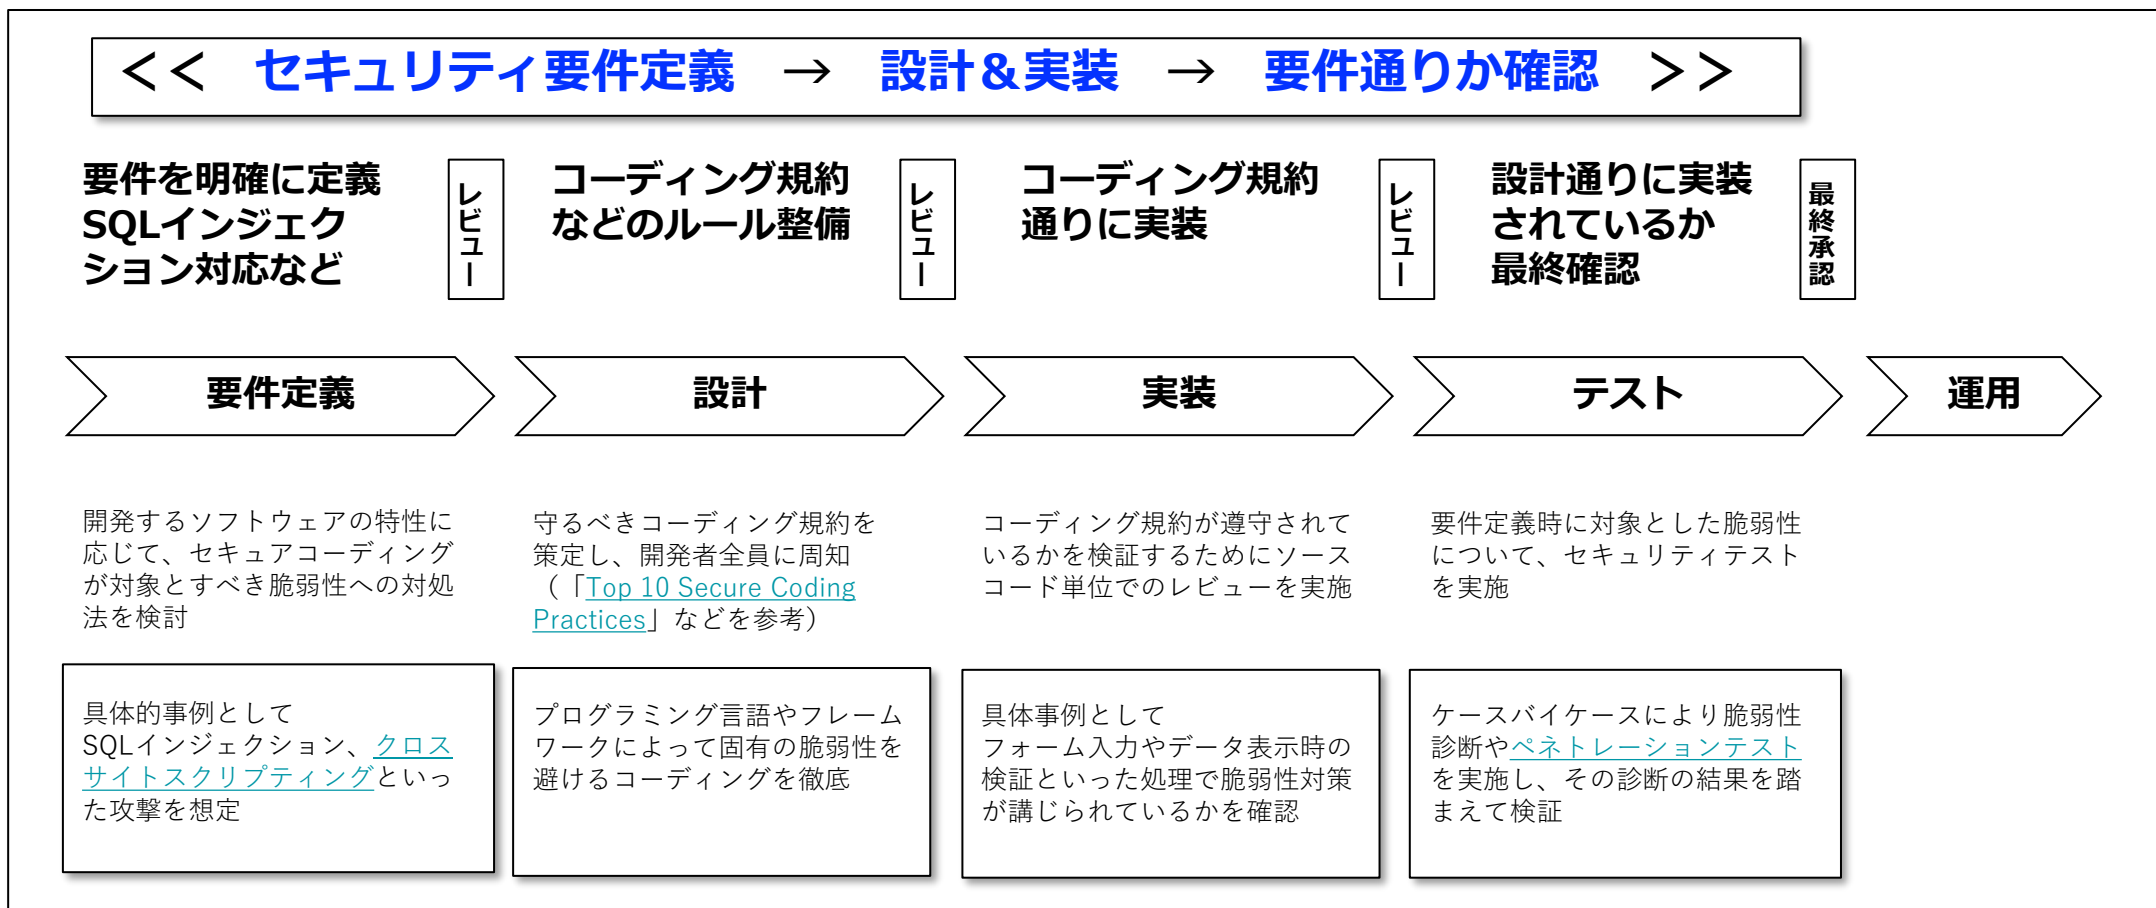 << セキュリティ要件定義 → 設計&実装 → 要件通りか確認 >>
要件を明確に定義
SQLインジェク
ション対応など
レビュー
コーディング規約
などのルール整備
レビュー
コーディング規約
通りに実装
レビュー
設計通りに実装
されているか
最終確認
最終承認
要件定義
設計
実装
テスト
運用
開発するソフトウェアの特性に
応じて、セキュアコーディング
が対象とすべき脆弱性への対処
法を検討
守るべきコーディング規約を
策定し、開発者全員に周知
（「Top 10 Secure Coding
Practices」などを参考）
コーディング規約が遵守されて
いるかを検証するためにソース
コード単位でのレビューを実施
要件定義時に対象とした脆弱性
について、セキュリティテスト
を実施
具体的事例として
SQLインジェクション、クロス
サイトスクリプティングといっ
た攻撃を想定
プログラミング言語やフレーム
ワークによって固有の脆弱性を
避けるコーディングを徹底
具体事例として
フォーム入力やデータ表示時の
検証といった処理で脆弱性対策
が講じられているかを確認
ケースバイケースにより脆弱性
診断やペネトレーションテスト
を実施し、その診断の結果を踏
まえて検証